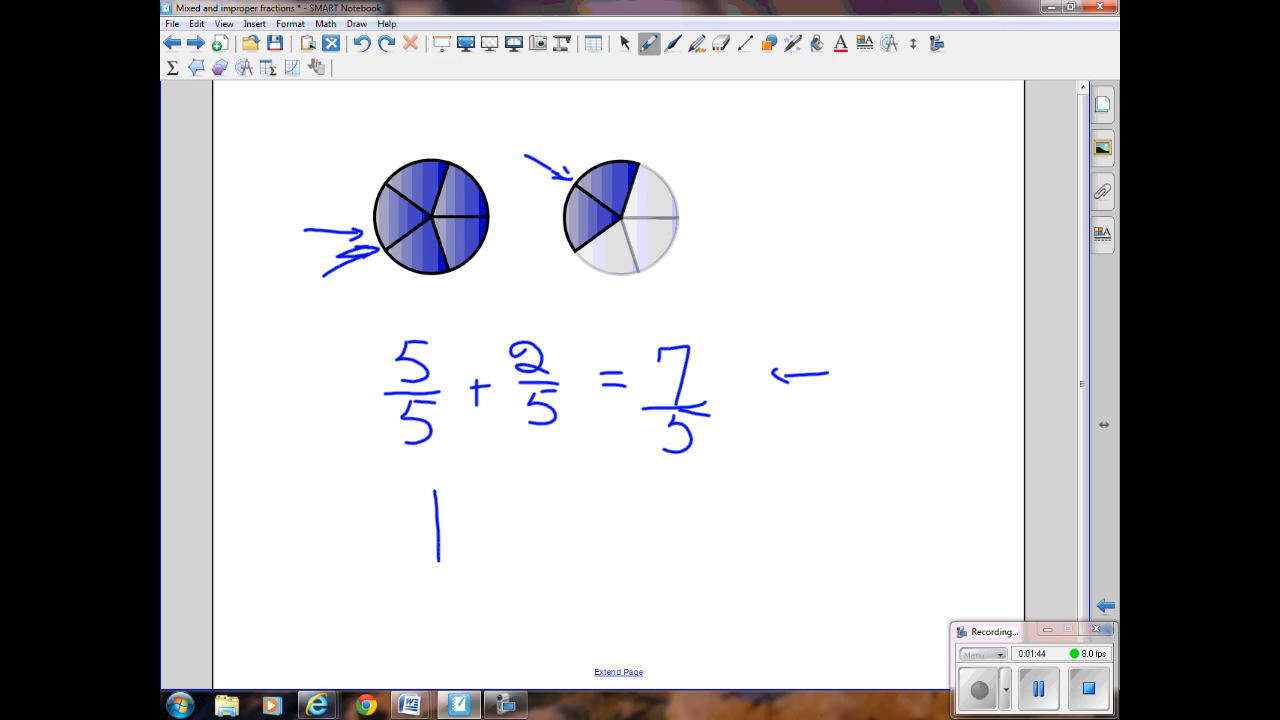 Mixed and improper fractions * - SMART Notebook
File Edit View Insert Format Math Draw Help
5/5 + 2/5 = 7/5
1
Extend Page
Recording...
Menu
0:01:44
8.0 fps